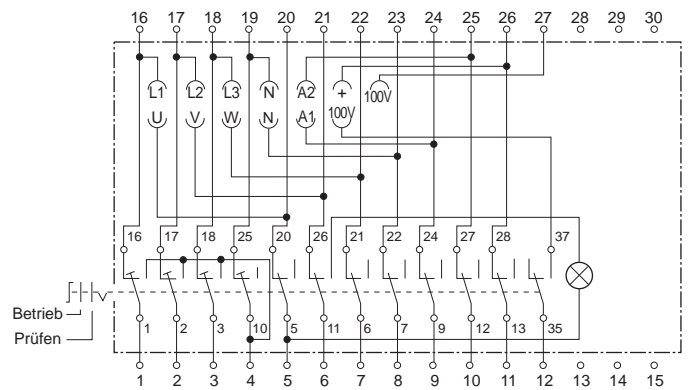 16 17 18 19 20 21 22 23 24 25 26 27 28 29 30
L1 L2 L3 N A2 + 100V
U V W N A1 100V
16 17 18 25 20 26 21 22 24 27 28 37
Betrieb
Prüfen
1 2 3 10 5 11 6 7 9 12 13 35
1 2 3 4 5 6 7 8 9 10 11 12 13 14 15